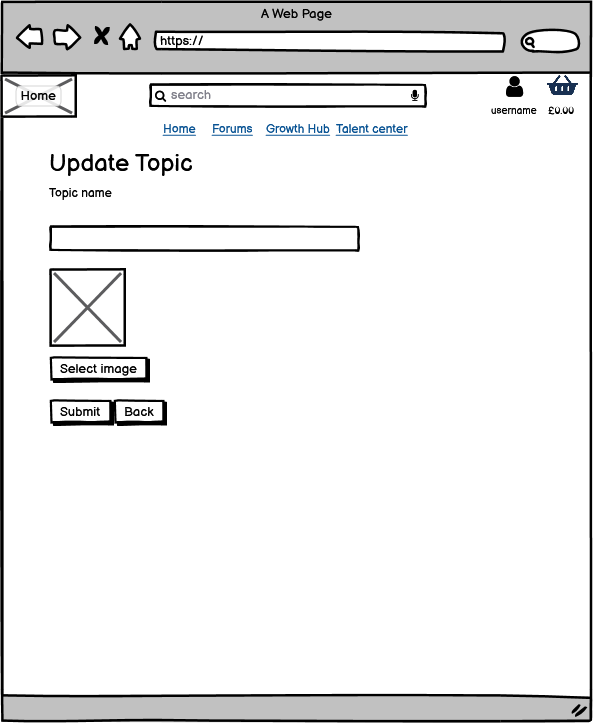 A Web Page
https://
Home
search
username
£0.00
Home Forums Growth Hub Talent center
Update Topic
Topic name
Select image
Submit Back